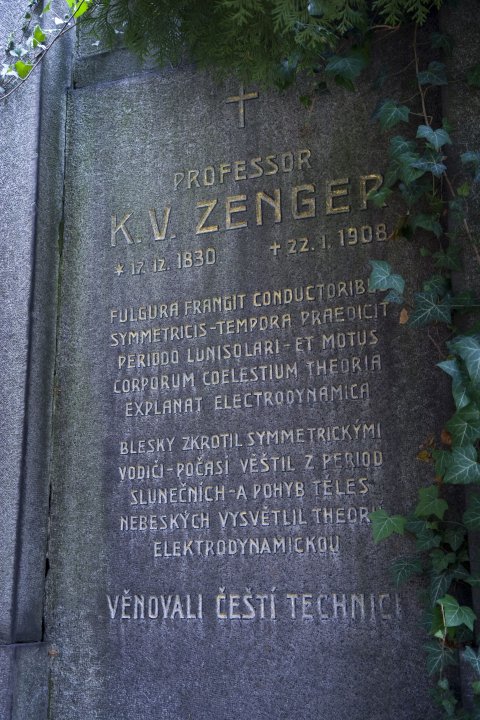 PROFESSOR
K.V. ZENGER
* 17. 12. 1830 + 22. 1. 1908
FULGURA FRANGIT CONDUCTORIBUS
SYMMETRICIS - TEMPORA PRAEDICIT
PERIODO LUNISOLARI - ET MOTUS
CORPORUM COELESTIUM THEORIA
EXPLANAT ELECTRODYNAMICA
BLESKY ZKROTIL SYMMETRICKÝMI
VODIČI - POČASÍ VĚŠTIL Z PERIOD
SLUNEČNÍCH - A POHYB TĚLES
NEBESKÝCH VYSVĚTLIL THEORIÍ
ELEKTRODYNAMICKOU
VĚNOVALI ČEŠTÍ TECHNICI